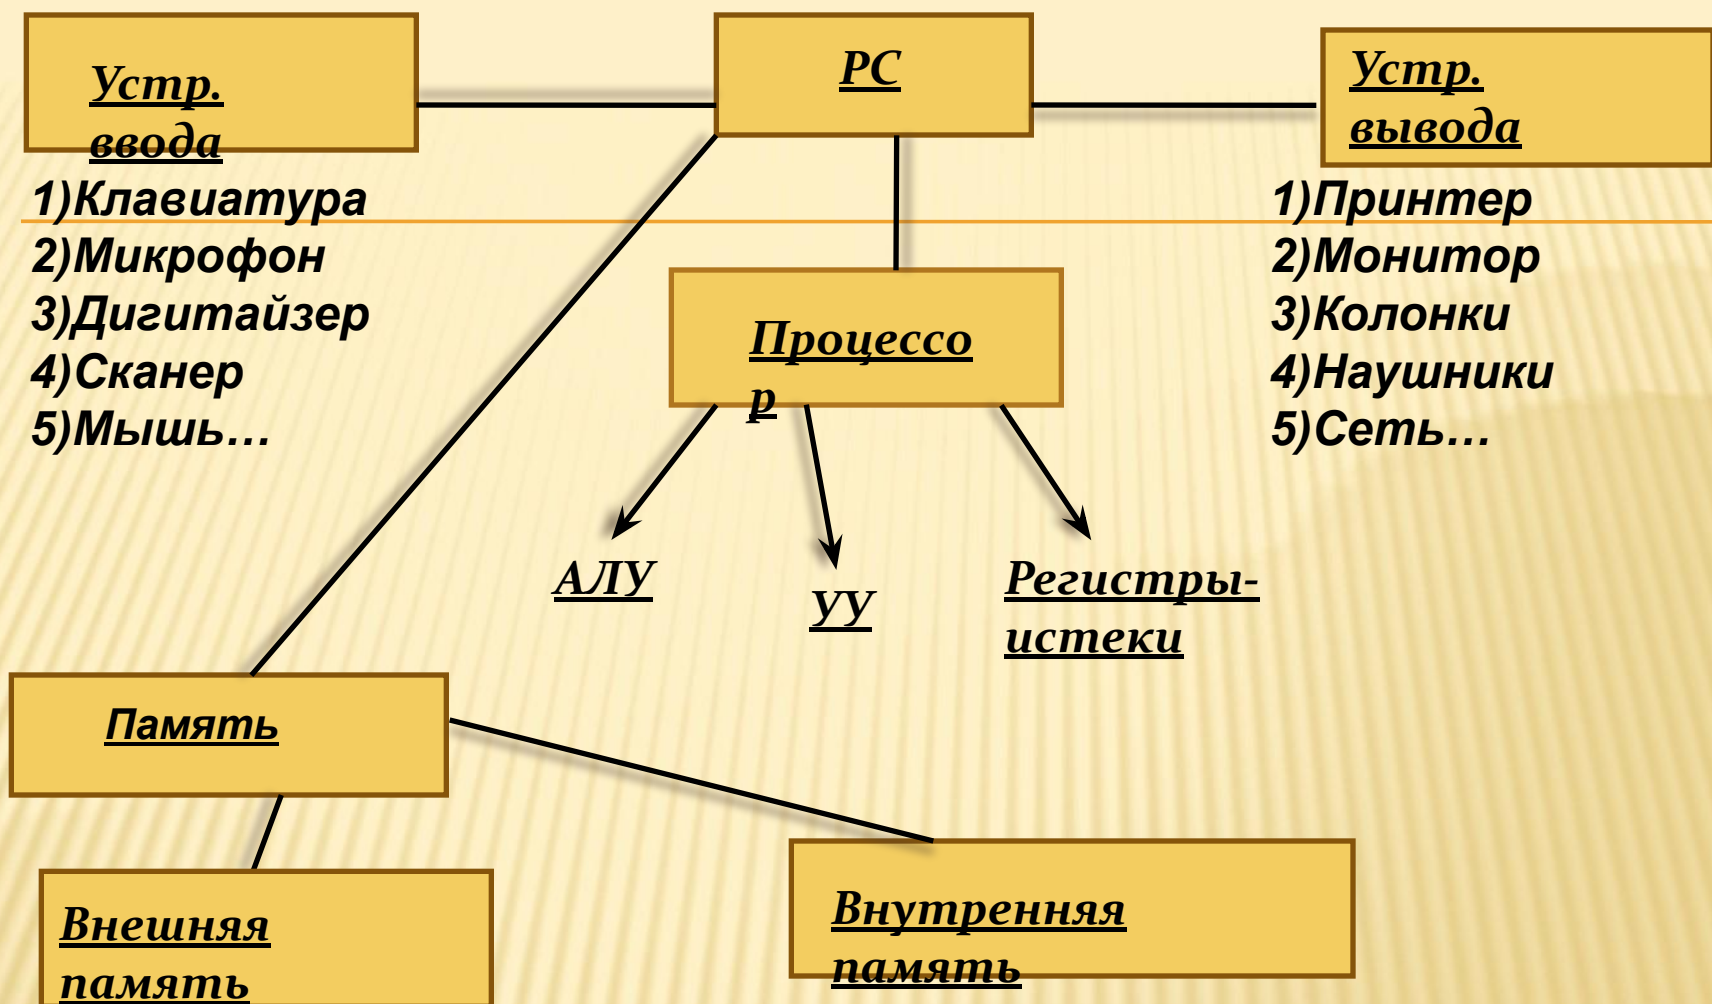 Устр.
ввода
РС
Устр.
вывода
1)Клавиатура
2)Микрофон
3)Дигитайзер
4)Сканер
5)Мышь...
1)Принтер
2)Монитор
3)Колонки
4)Наушники
5)Сеть...
Процессо
р
АЛУ
УУ
Регистры-
истеки
Память
Внешняя
память
Внутренняя
память